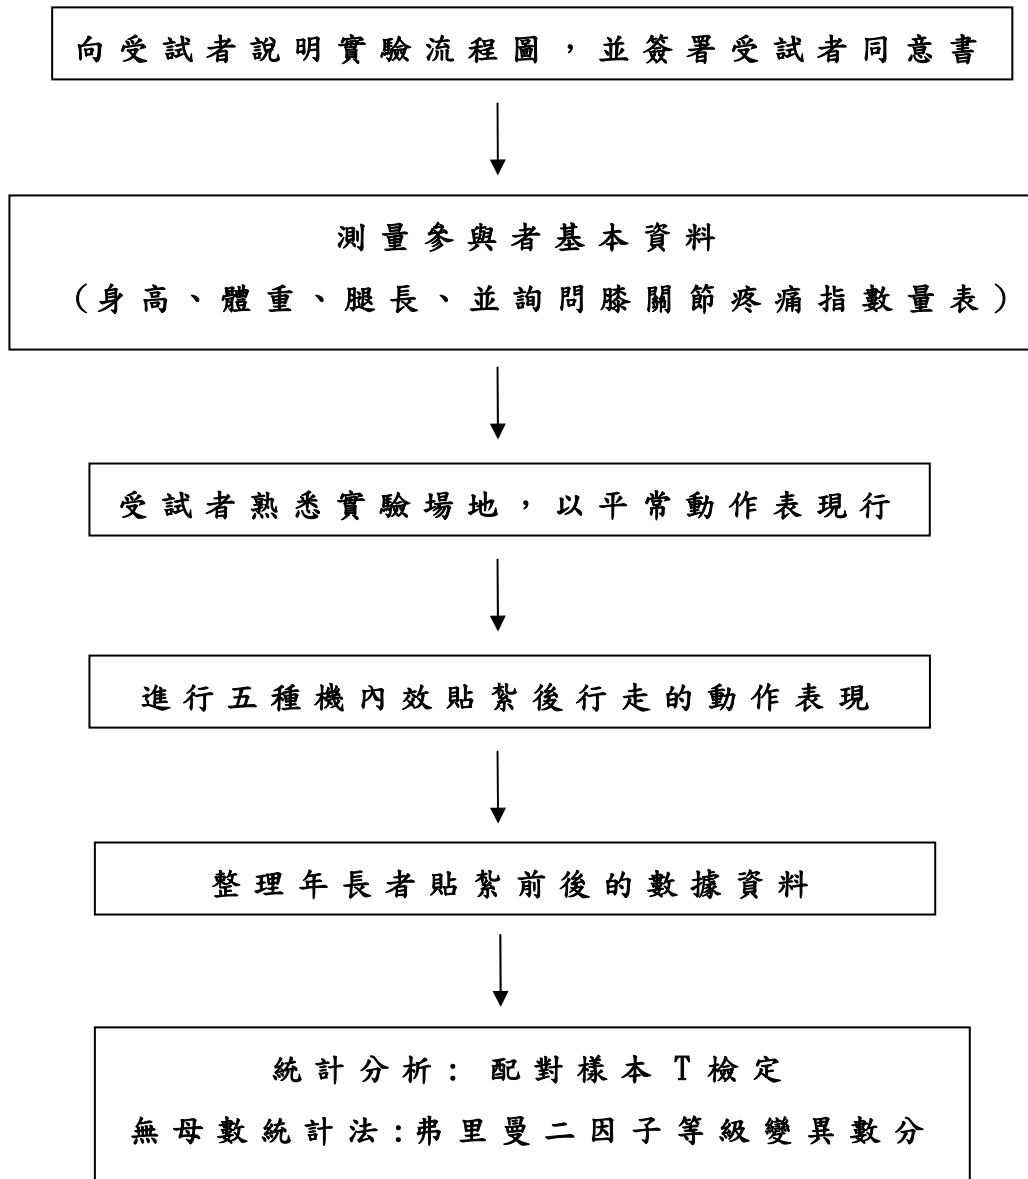 向受試者說明實驗流程圖，並簽署受試者同意書
測量參與者基本資料
(身高、體重、腿長、並詢問膝關節疼痛指數量表)
受試者熟悉實驗場地，以平常動作表現行
進行五種機內效貼紮後行走的動作表現
整理年長者貼紮前後的數據資料
統計分析: 配對樣本 T 檢定
無母數統計法:弗里曼二因子等級變異數分